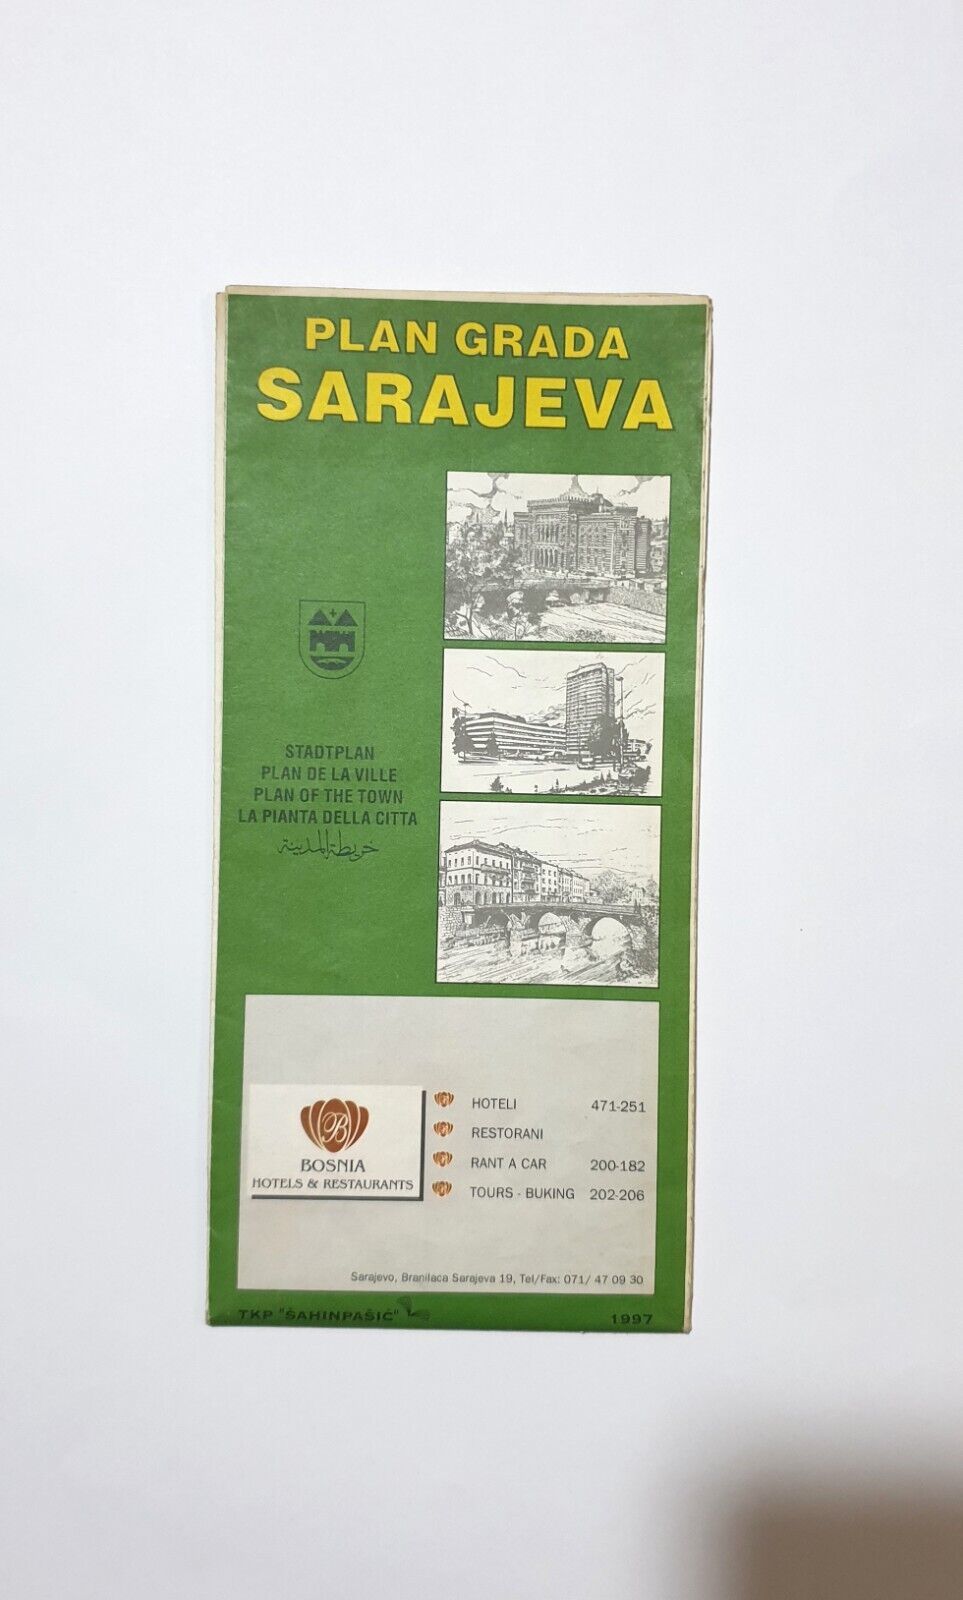 PLAN GRADA
SARAJEVA
STADTPLAN
PLAN DE LA VILLE
PLAN OF THE TOWN
LA PIANTA DELLA CITTA
خريطة المدينة
B
BOSNIA
HOTELS & RESTAURANTS
HOTELI 471-251
RESTORANI
RANT A CAR 200-182
TOURS - BUKING 202-206
Sarajevo, Branilaca Sarajeva 19, Tel/Fax: 071/ 47 09 30
TKP "ŠAHINPAŠIĆ" 1997